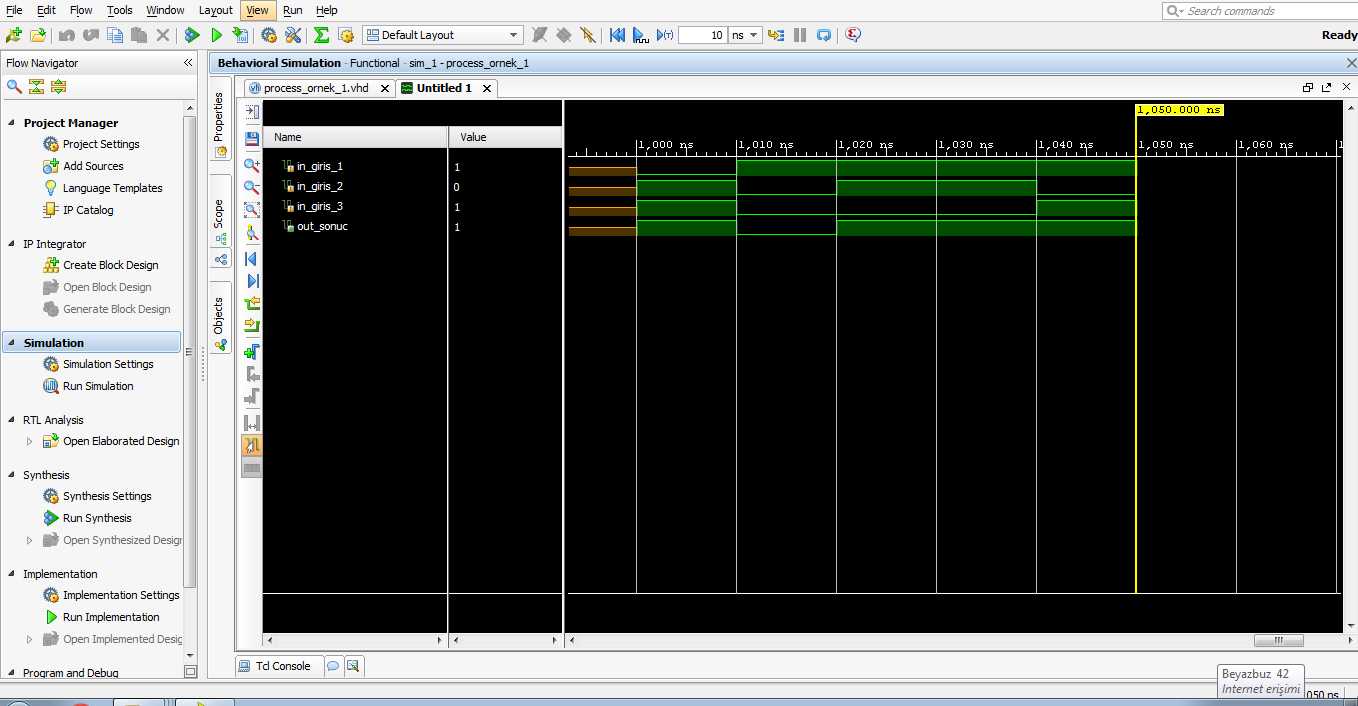 File Edit Flow Tools Window Layout View Run Help
Search commands
Default Layout
10 ns
Ready
Flow Navigator
Behavioral Simulation - Functional - sim_1 - process_ornek_1
process_ornek_1.vhd
Untitled 1
Project Manager
Project Settings
Add Sources
Language Templates
IP Catalog
IP Integrator
Create Block Design
Open Block Design
Generate Block Design
Simulation
Simulation Settings
Run Simulation
RTL Analysis
Open Elaborated Design
Synthesis
Synthesis Settings
Run Synthesis
Open Synthesized Design
Implementation
Implementation Settings
Run Implementation
Open Implemented Desig
Program and Debug
Properties
Scope
Objects
Name Value
in_giris_1 1
in_giris_2 0
in_giris_3 1
out_sonuc 1
1,050.000 ns
1,000 ns 1,010 ns 1,020 ns 1,030 ns 1,040 ns 1,050 ns 1,060 ns 1
Tcl Console
Beyazbuz 42
Internet erişimi
050 ns